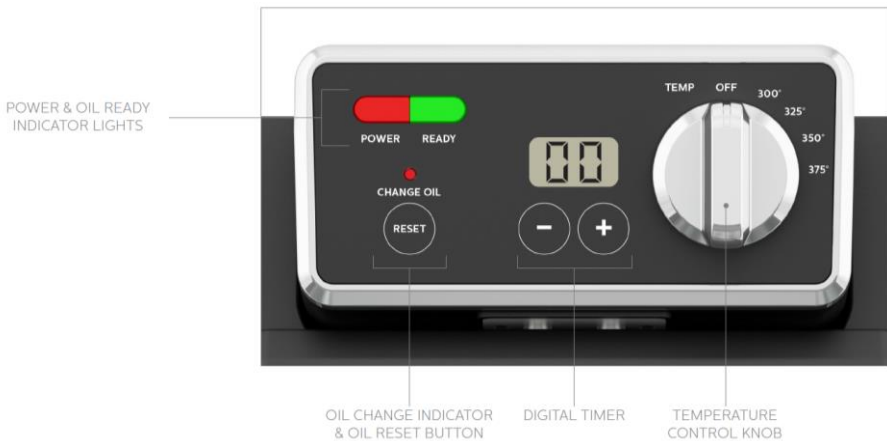 POWER & OIL READY
INDICATOR LIGHTS
POWER READY
CHANGE OIL
RESET
00
- +
TEMP OFF 300°
325°
350°
375°
OIL CHANGE INDICATOR
& OIL RESET BUTTON
DIGITAL TIMER
TEMPERATURE
CONTROL KNOB